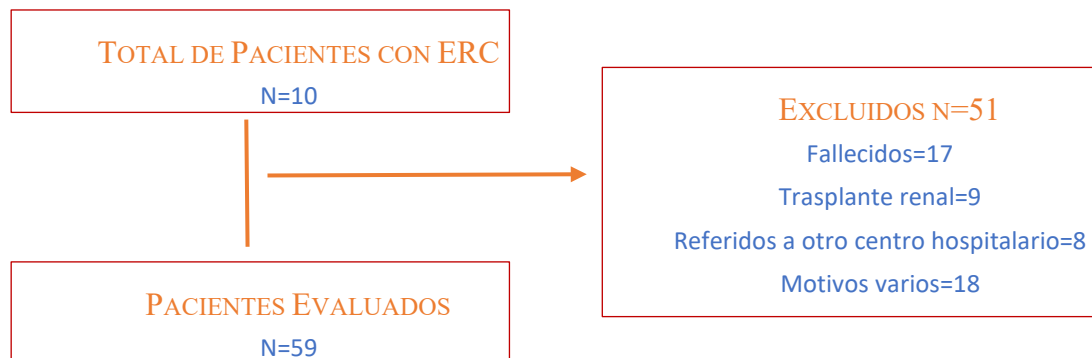 TOTAL DE PACIENTES CON ERC
N=10
EXCLUIDOS N=51
Fallecidos=17
Trasplante renal=9
Referidos a otro centro hospitalario=8
Motivos varios=18
PACIENTES EVALUADOS
N=59